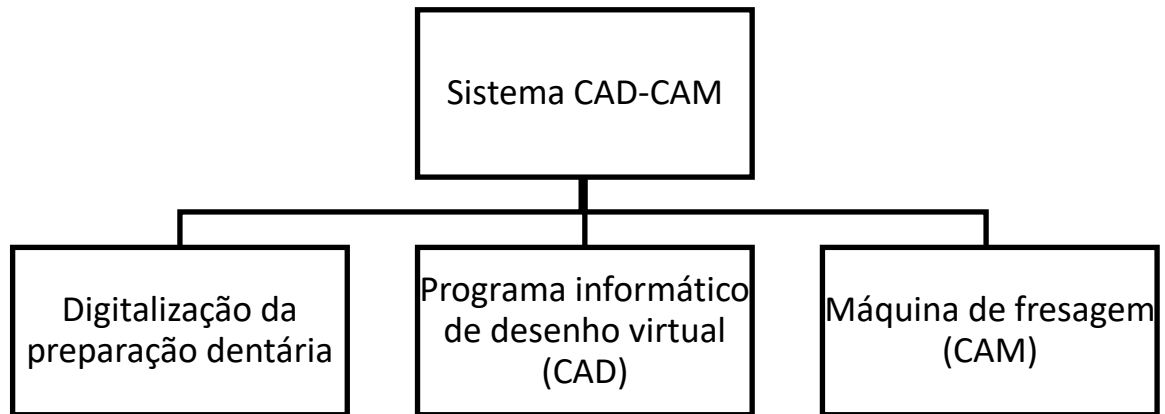 Sistema CAD-CAM
Digitalização da
preparação dentária
Programa informático
de desenho virtual
(CAD)
Máquina de fresagem
(CAM)